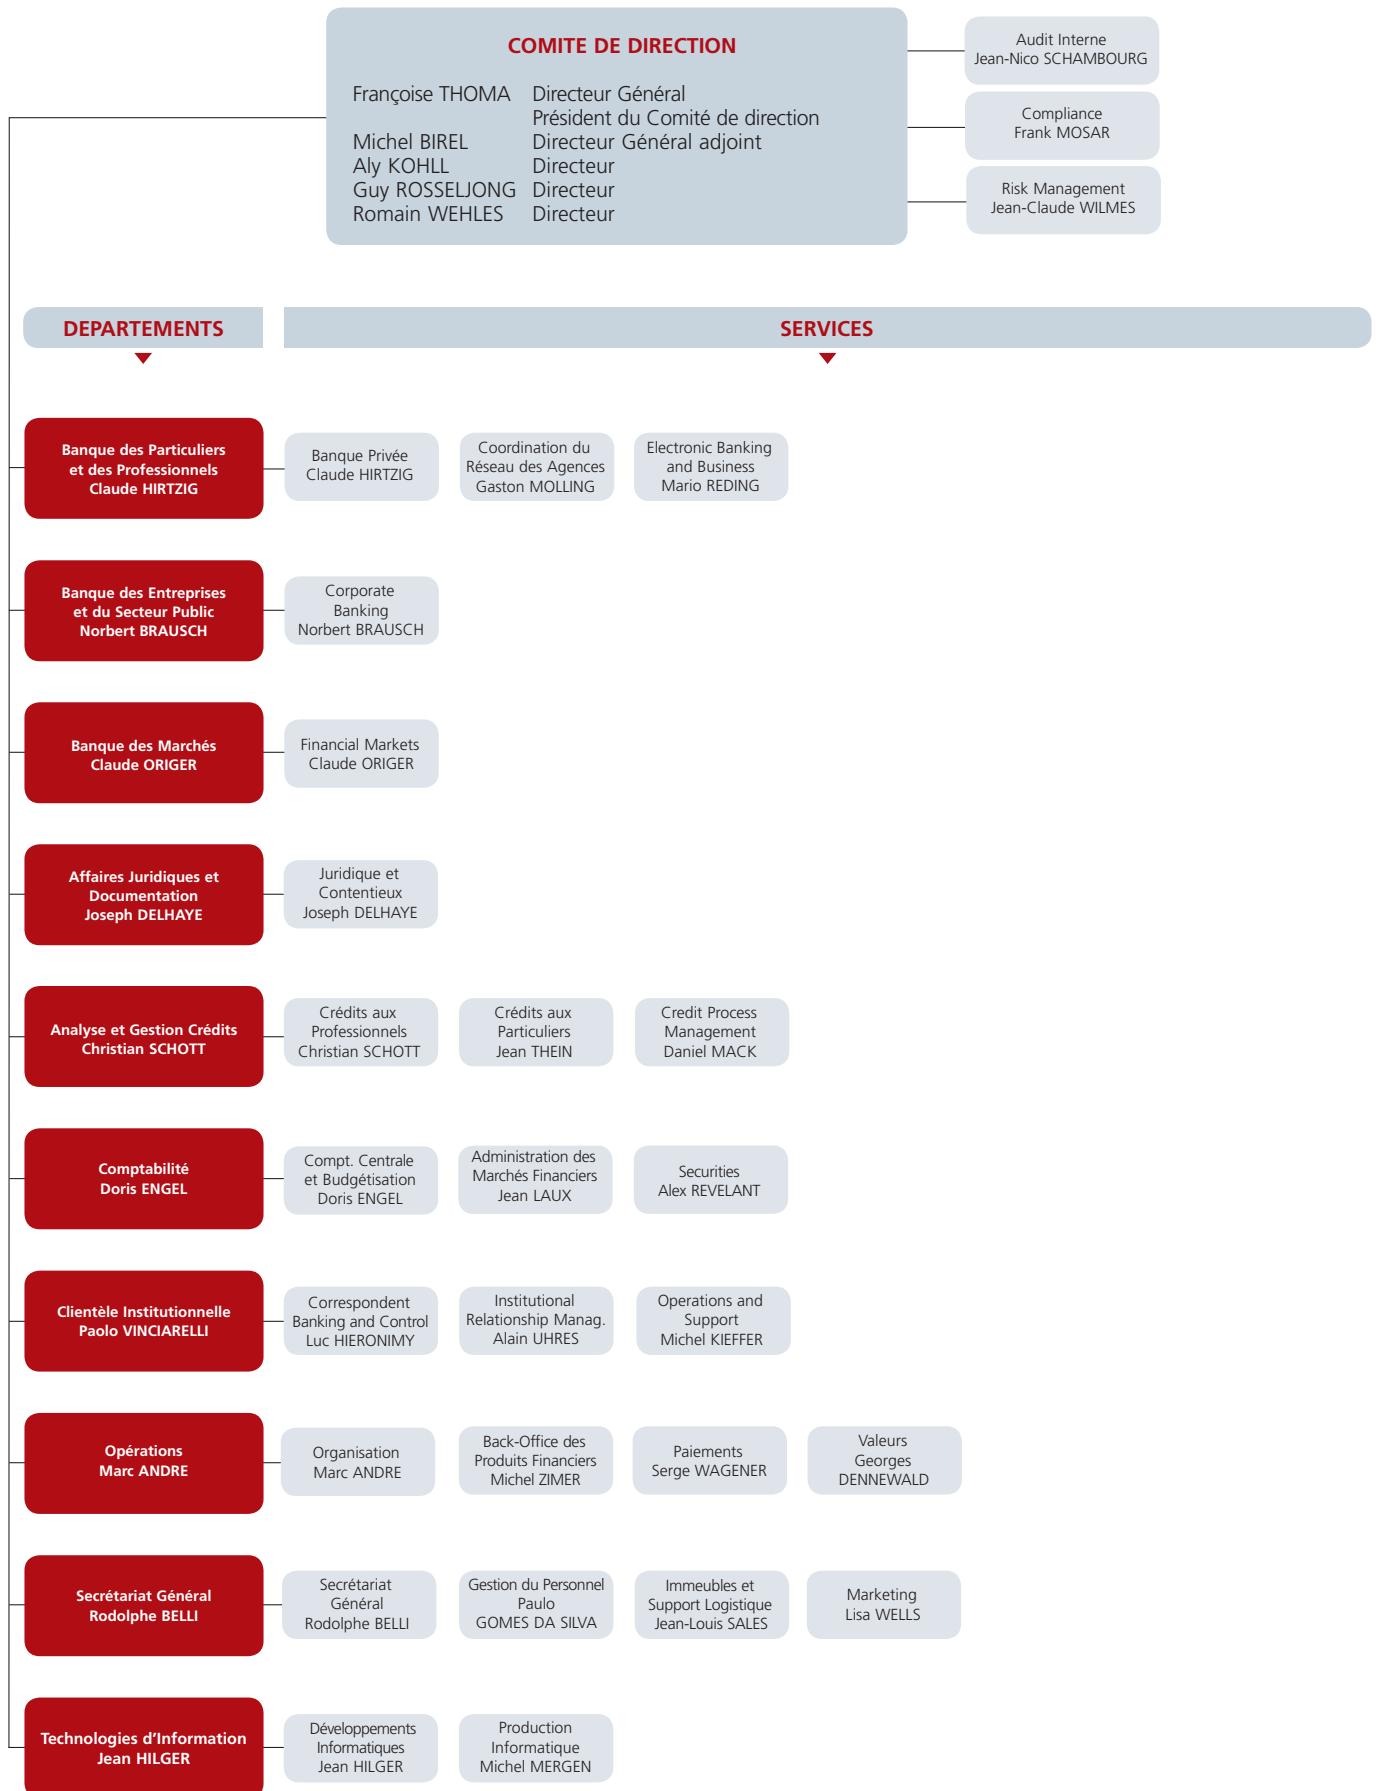 COMITE DE DIRECTION
Françoise THOMA Directeur Général
Président du Comité de direction
Michel BIREL Directeur Général adjoint
Aly KOHLL Directeur
Guy ROSSELJONG Directeur
Romain WEHLES Directeur
Audit Interne
Jean-Nico SCHAMBOURG
Compliance
Frank MOSAR
Risk Management
Jean-Claude WILMES
DEPARTEMENTS
SERVICES
Banque des Particuliers
et des Professionnels
Claude HIRTZIG
Banque Privée
Claude HIRTZIG
Coordination du
Réseau des Agences
Gaston MOLLING
Electronic Banking
and Business
Mario REDING
Banque des Entreprises
et du Secteur Public
Norbert BRAUSCH
Corporate
Banking
Norbert BRAUSCH
Banque des Marchés
Claude ORIGER
Financial Markets
Claude ORIGER
Affaires Juridiques et
Documentation
Joseph DELHAYE
Juridique et
Contentieux
Joseph DELHAYE
Analyse et Gestion Crédits
Christian SCHOTT
Crédits aux
Professionnels
Christian SCHOTT
Crédits aux
Particuliers
Jean THEIN
Credit Process
Management
Daniel MACK
Comptabilité
Doris ENGEL
Compt. Centrale
et Budgétisation
Doris ENGEL
Administration des
Marchés Financiers
Jean LAUX
Securities
Alex REVELANT
Clientèle Institutionnelle
Paolo VINCIARELLI
Correspondent
Banking and Control
Luc HIERONIMY
Institutional
Relationship Manag.
Alain UHRES
Operations and
Support
Michel KIEFFER
Opérations
Marc ANDRE
Organisation
Marc ANDRE
Back-Office des
Produits Financiers
Michel ZIMER
Paiements
Serge WAGENER
Valeurs
Georges
DENNEWALD
Secrétariat Général
Rodolphe BELLI
Secrétariat
Général
Rodolphe BELLI
Gestion du Personnel
Paulo
GOMES DA SILVA
Immeubles et
Support Logistique
Jean-Louis SALES
Marketing
Lisa WELLS
Technologies d'Information
Jean HILGER
Développements
Informatiques
Jean HILGER
Production
Informatique
Michel MERGEN